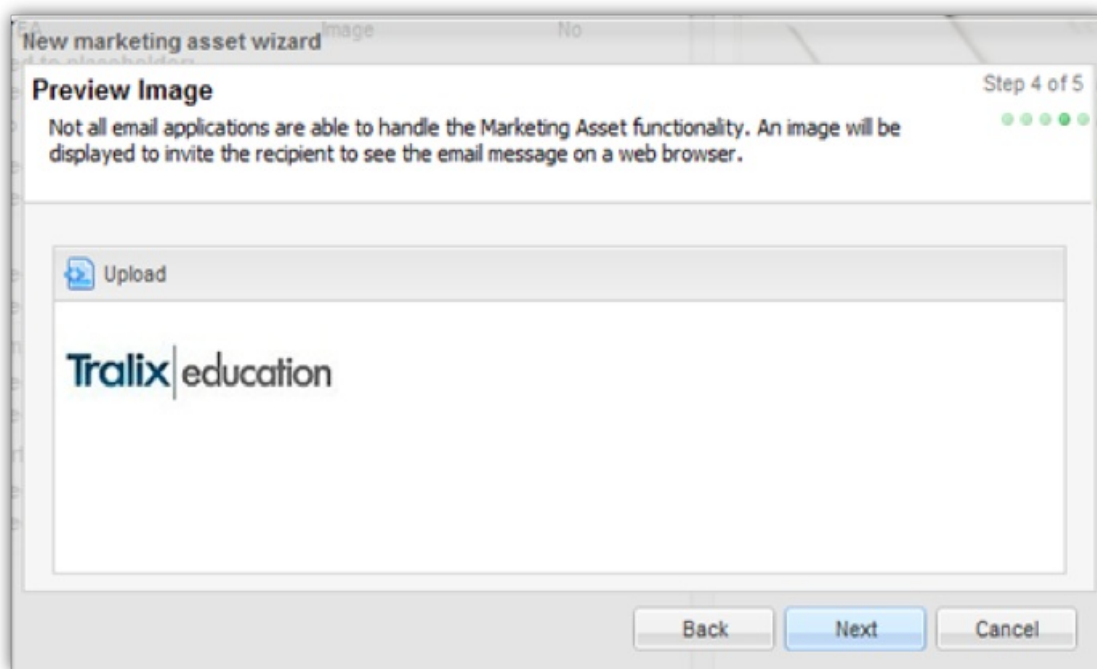 Image
No
New marketing asset wizard
Preview Image
Step 4 of 5
Not all email applications are able to handle the Marketing Asset functionality. An image will be
displayed to invite the recipient to see the email message on a web browser.
Upload
Tralix education
Back
Next
Cancel